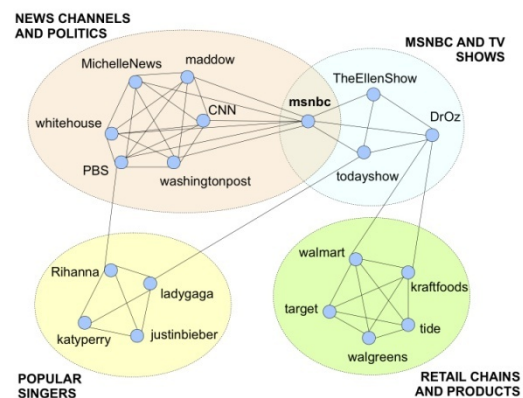 NEWS CHANNELS
AND POLITICS
MSNBC AND TV
SHOWS
maddow
MichelleNews
TheEllenShow
CNN
msnbc
whitehouse
DrOz
PBS
washingtonpost
todayshow
walmart
Rihanna
ladygaga
kraftfoods
target
tide
katyperry
justinbieber
walgreens
POPULAR
SINGERS
RETAIL CHAINS
AND PRODUCTS